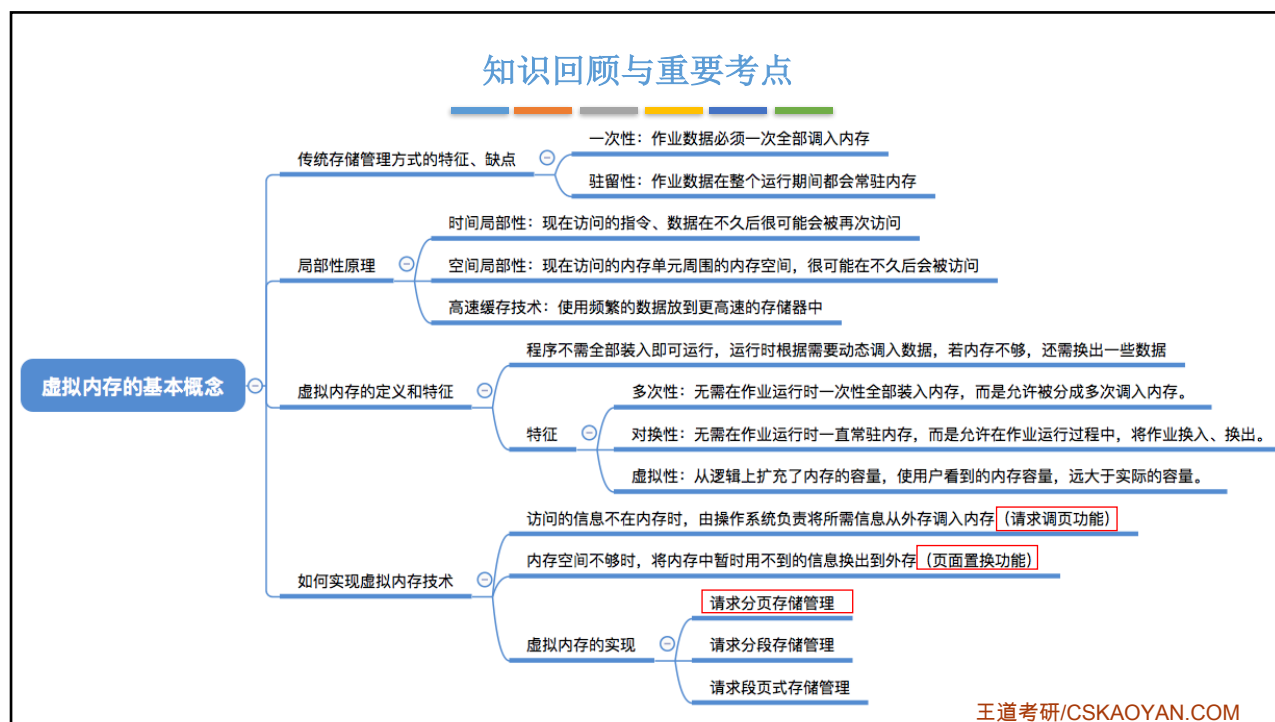 知识回顾与重要考点
虚拟内存的基本概念
传统存储管理方式的特征、缺点
一次性：作业数据必须一次全部调入内存
驻留性：作业数据在整个运行期间都会常驻内存
局部性原理
时间局部性：现在访问的指令、数据在不久后很可能会被再次访问
空间局部性：现在访问的内存单元周围的内存空间，很可能在不久后会被访问
高速缓存技术：使用频繁的数据放到更高速的存储器中
虚拟内存的定义和特征
程序不需全部装入即可运行，运行时根据需要动态调入数据，若内存不够，还需换出一些数据
特征
多次性：无需在作业运行时一次性全部装入内存，而是允许被分成多次调入内存。
对换性：无需在作业运行时一直常驻内存，而是允许在作业运行过程中，将作业换入、换出。
虚拟性：从逻辑上扩充了内存的容量，使用户看到的内存容量，远大于实际的容量。
如何实现虚拟内存技术
访问的信息不在内存时，由操作系统负责将所需信息从外存调入内存（请求调页功能）
内存空间不够时，将内存中暂时用不到的信息换出到外存（页面置换功能）
虚拟内存的实现
请求分页存储管理
请求分段存储管理
请求段页式存储管理
王道考研/CSKAOYAN.COM